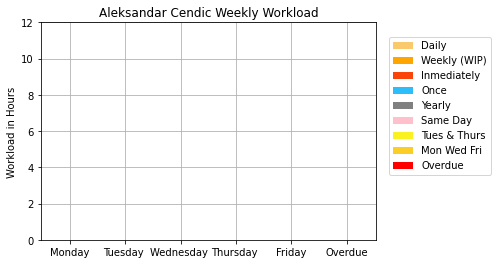 Aleksandar Cendic Weekly Workload
12
10
8
6
4
2
0
Workload in Hours
Monday Tuesday Wednesday Thursday Friday Overdue
Daily
Weekly (WIP)
Inmediately
Once
Yearly
Same Day
Tues & Thurs
Mon Wed Fri
Overdue